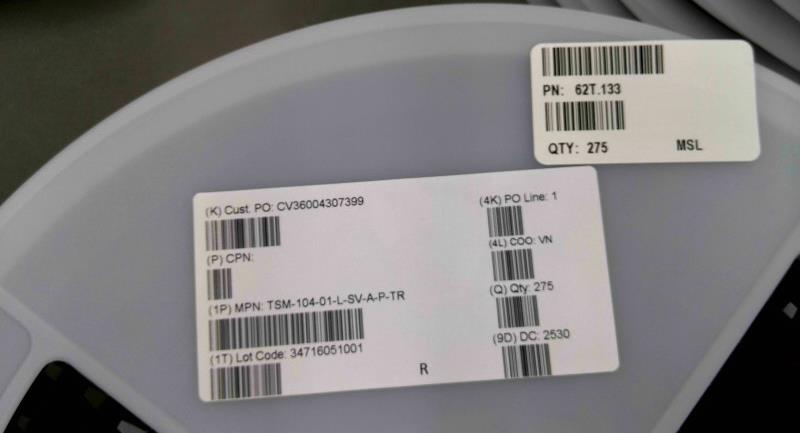 PN: 62T.133
QTY: 275 MSL
(K) Cust. PO: CV36004307399
(4K) PO Line: 1
(P) CPN:
(4L) COO: VN
(1P) MPN: TSM-104-01-L-SV-A-P-TR
(Q) Qty: 275
(1T) Lot Code: 34716051001
(9D) DC: 2530
R